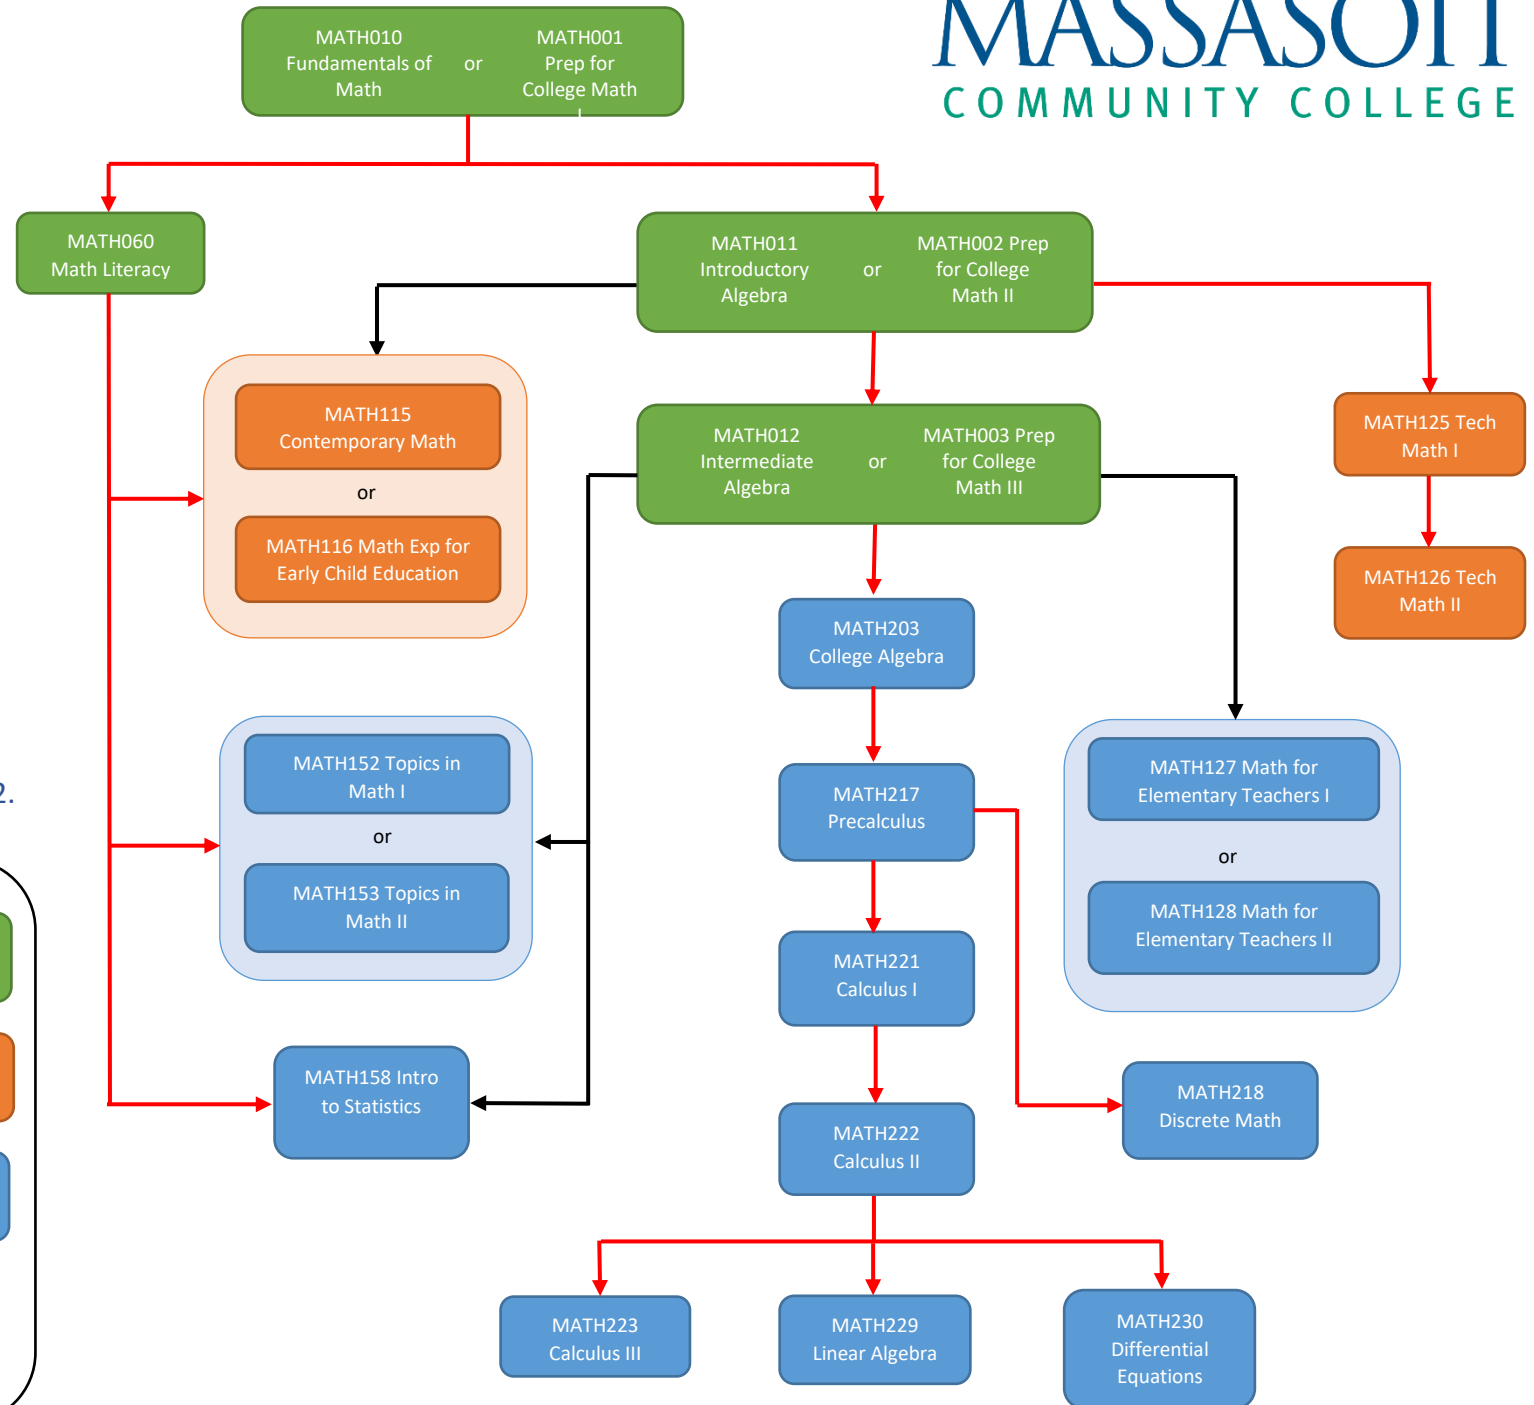 MASSASOIT
COMMUNITY COLLEGE
MATH010
Fundamentals of
Math
or
MATH001
Prep for
College Math
I
MATH060
Math Literacy
MATH011
Introductory
Algebra
or
MATH002 Prep
for College
Math II
MATH115
Contemporary Math
or
MATH116 Math Exp for
Early Child Education
MATH012
Intermediate
Algebra
or
MATH003 Prep
for College
Math III
MATH125 Tech
Math I
MATH126 Tech
Math II
MATH203
College Algebra
MATH152 Topics in
Math I
or
MATH153 Topics in
Math II
MATH217
Precalculus
MATH127 Math for
Elementary Teachers I
or
MATH128 Math for
Elementary Teachers II
2.
MATH221
Calculus I
MATH158 Intro
to Statistics
MATH218
Discrete Math
MATH222
Calculus II
MATH223
Calculus III
MATH229
Linear Algebra
MATH230
Differential
Equations